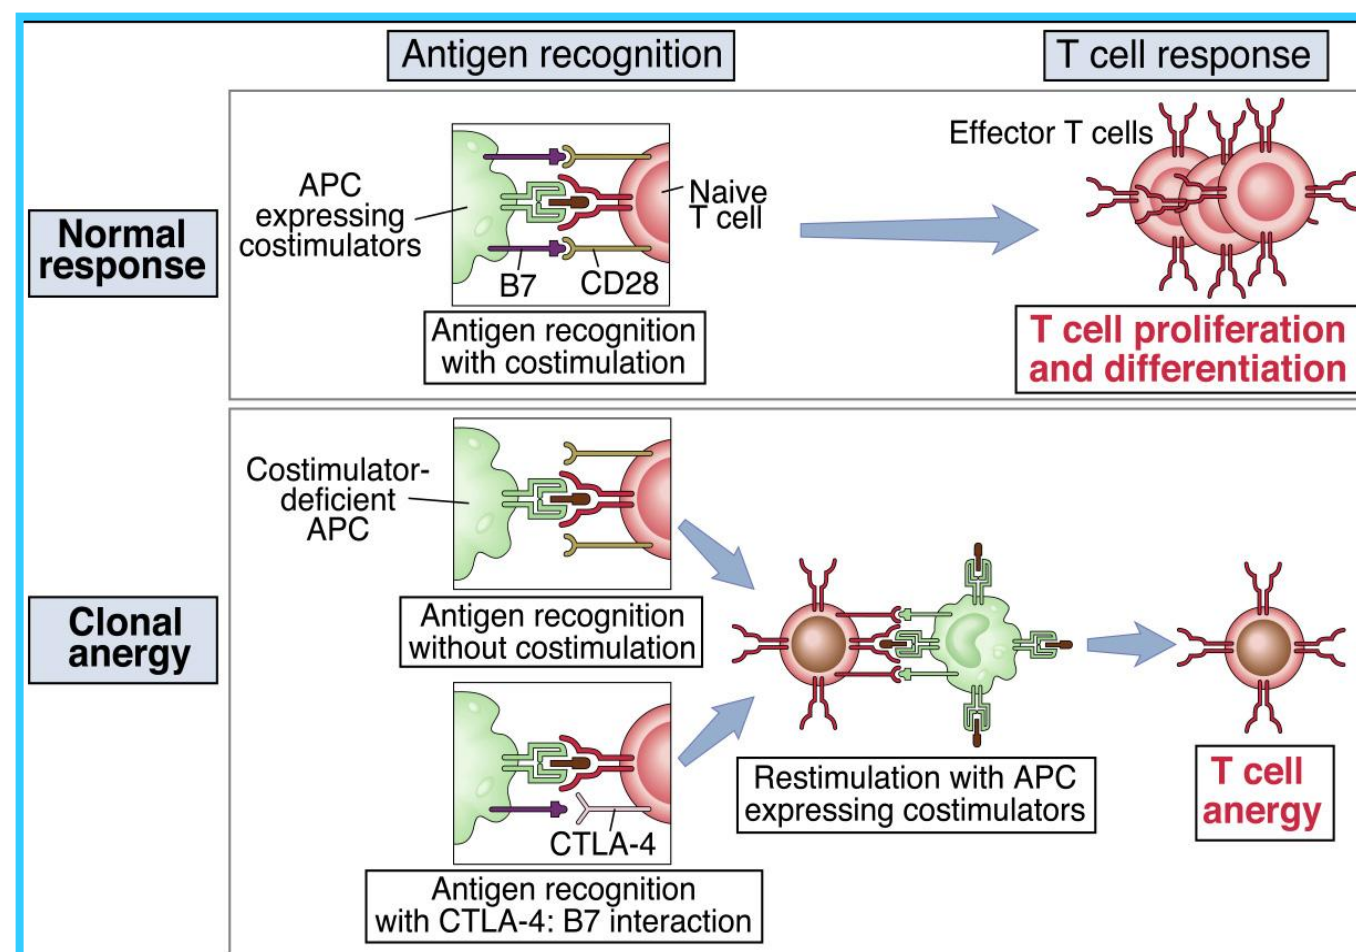 Antigen recognition
T cell response
Normal
response
APC
expressing
costimulators
B7
CD28
Naive
T cell
Antigen recognition
with costimulation
Effector T cells
T cell proliferation
and differentiation
Clonal
anergy
Costimulator-
deficient
APC
Antigen recognition
without costimulation
CTLA-4
Antigen recognition
with CTLA-4: B7 interaction
Restimulation with APC
expressing costimulators
T cell
anergy